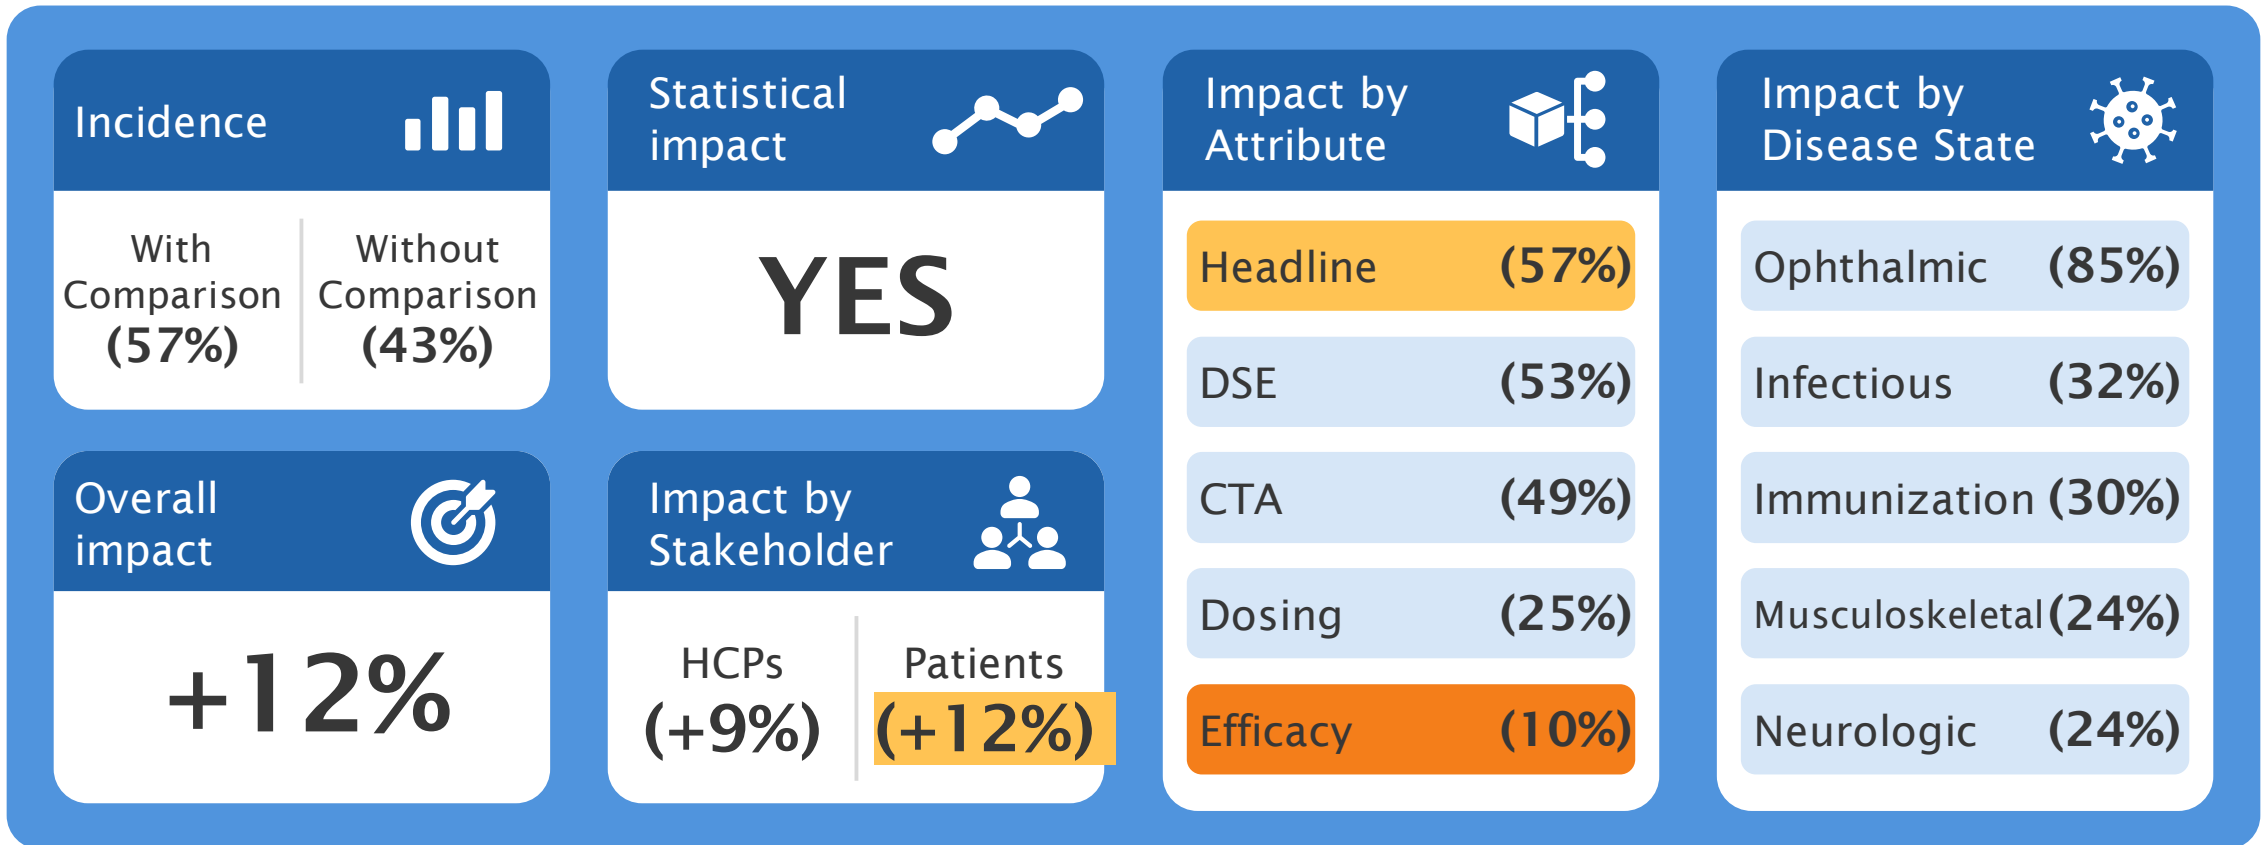 Incidence
With
Comparison
(57%)
Without
Comparison
(43%)
Statistical
impact
YES
Overall
impact
+12%
Impact by
Stakeholder
HCPs
(+9%)
Patients
(+12%)
Impact by
Attribute
Headline (57%)
DSE (53%)
CTA (49%)
Dosing (25%)
Efficacy (10%)
Impact by
Disease State
Ophthalmic (85%)
Infectious (32%)
Immunization (30%)
Musculoskeletal (24%)
Neurologic (24%)